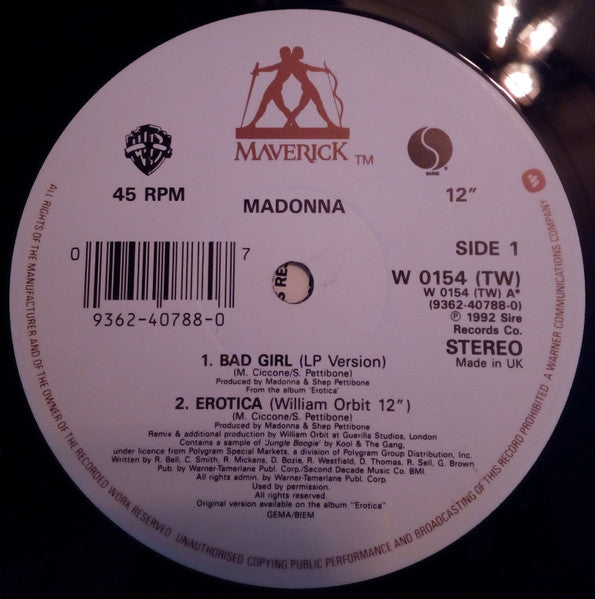 MAVERICK TM
45 RPM
MADONNA
12"
SIDE 1
0 7
9362-40788-0
W 0154 (TW)
W 0154 (TW) A*
(9362-40788-0)
℗ 1992 Sire
Records Co.
STEREO
Made in UK
1. BAD GIRL (LP Version)
(M. Ciccone/S. Pettibone)
Produced by Madonna & Shep Pettibone
From the album 'Erotica'
2. EROTICA (William Orbit 12")
(M. Ciccone/S. Pettibone)
Produced by Madonna & Shep Pettibone
Remix & additional production by William Orbit at Guerilla Studios, London
Contains a sample of 'Jungle Boogie' by Kool & The Gang,
under licence from Polygram Special Markets, a division of Polygram Group Distribution, Inc.
Written by R. Bell, C. Smith, R. Mickens, D. Bozie, R. Westfiald, D. Thomas, R. Sell, G. Brown
Pub. by Warner-Tamerlane Publ. Corp./Second Decade Music Co. BMI.
All rights admin. by Warner-Tamerlane Publ. Corp.
Used by permission.
All rights reserved.
Original version available on the album "Erotica"
GEMA/BIEM
ALL RIGHTS OF THE MANUFACTURER AND OF THE OWNER OF THE RECORDED WORK RESERVED. UNAUTHORISED COPYING PUBLIC PERFORMANCE AND BROADCASTING OF THIS RECORD PROHIBITED A WARNER COMMUNICATIONS COMPANY